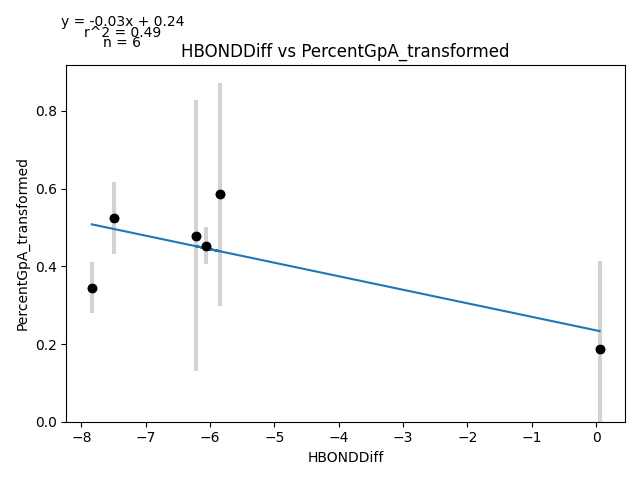 y = -0.03x + 0.24
r^2 = 0.49
n = 6
HBONDDiff vs PercentGpA_transformed
PercentGpA_transformed
0.8
0.6
0.4
0.2
0.0
−8 −7 −6 −5 −4 −3 −2 −1 0
HBONDDiff